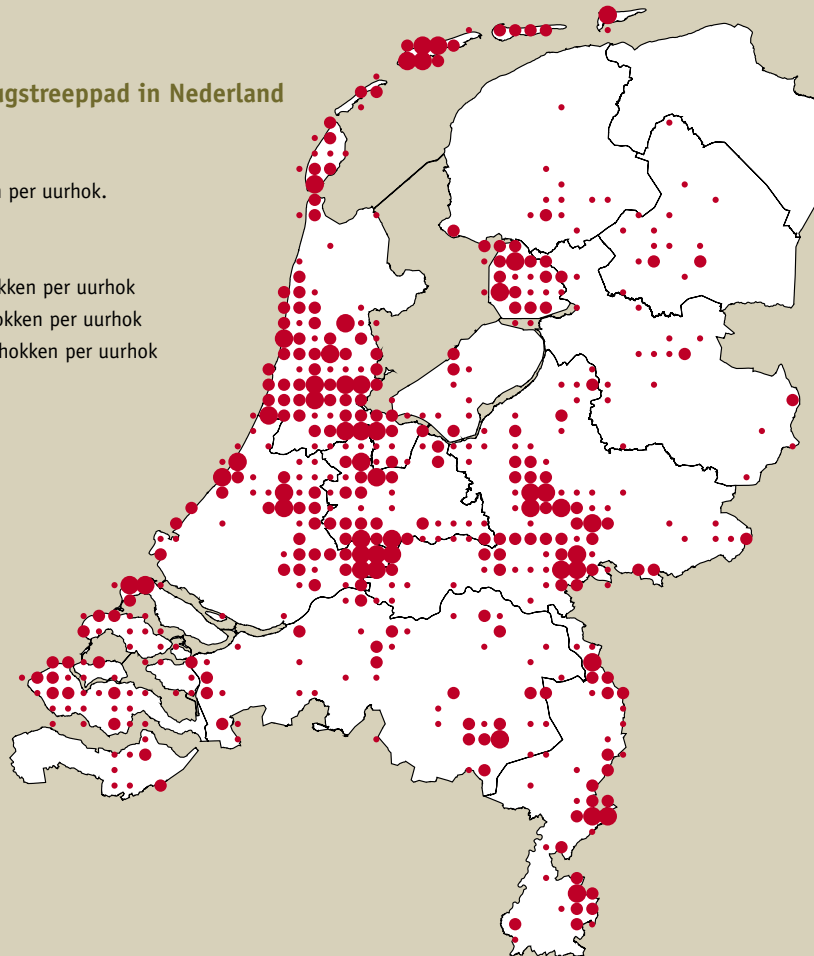 ugstreeppad in Nederland
per uurhok.
kken per uurhok
okken per uurhok
hokken per uurhok